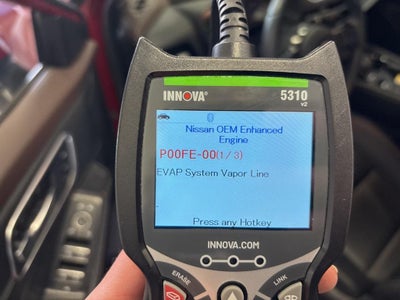 INNOVA®
5310
v2
Nissan OEM Enhanced
Engine
P00FE-00(1/3)
EVAP System Vapor Line
Press any Hotkey
INNOVA.COM
ERASE
LINK